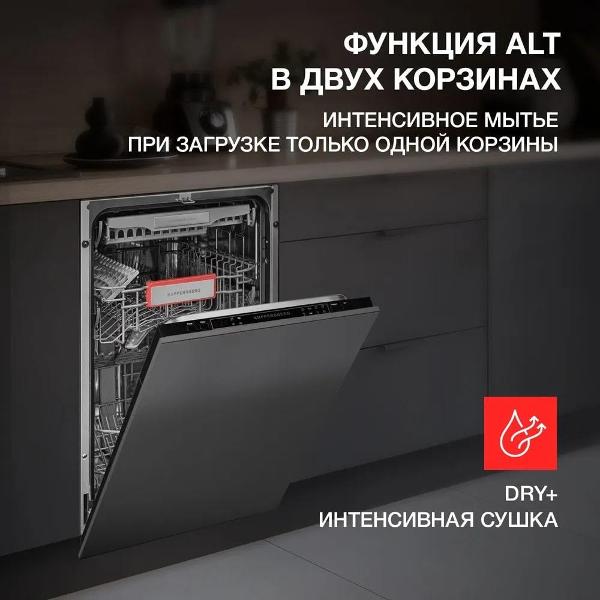 ФУНКЦИЯ ALT
В ДВУХ КОРЗИНАХ
ИНТЕНСИВНОЕ МЫТЬЕ
ПРИ ЗАГРУЗКЕ ТОЛЬКО ОДНОЙ КОРЗИНЫ
KUPPERSBERG
KUPPERSBERG
DRY+
ИНТЕНСИВНАЯ СУШКА